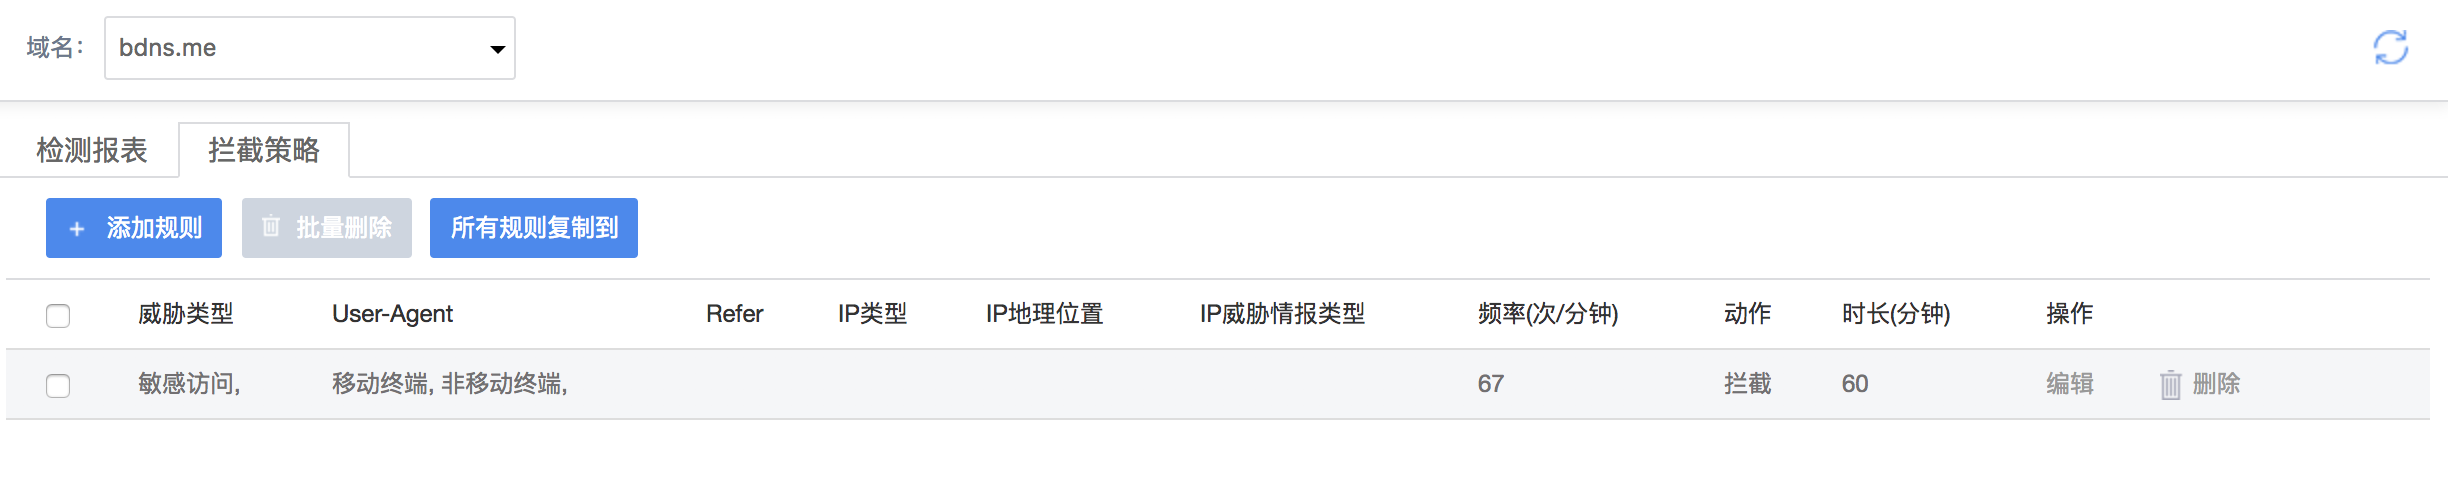 域名： bdns.me
检测报表 拦截策略
+ 添加规则 批量删除 所有规则复制到
威胁类型 User-Agent Refer IP类型 IP地理位置 IP威胁情报类型 频率(次/分钟) 动作 时长(分钟) 操作
敏感访问, 移动终端, 非移动终端, 67 拦截 60 编辑 删除